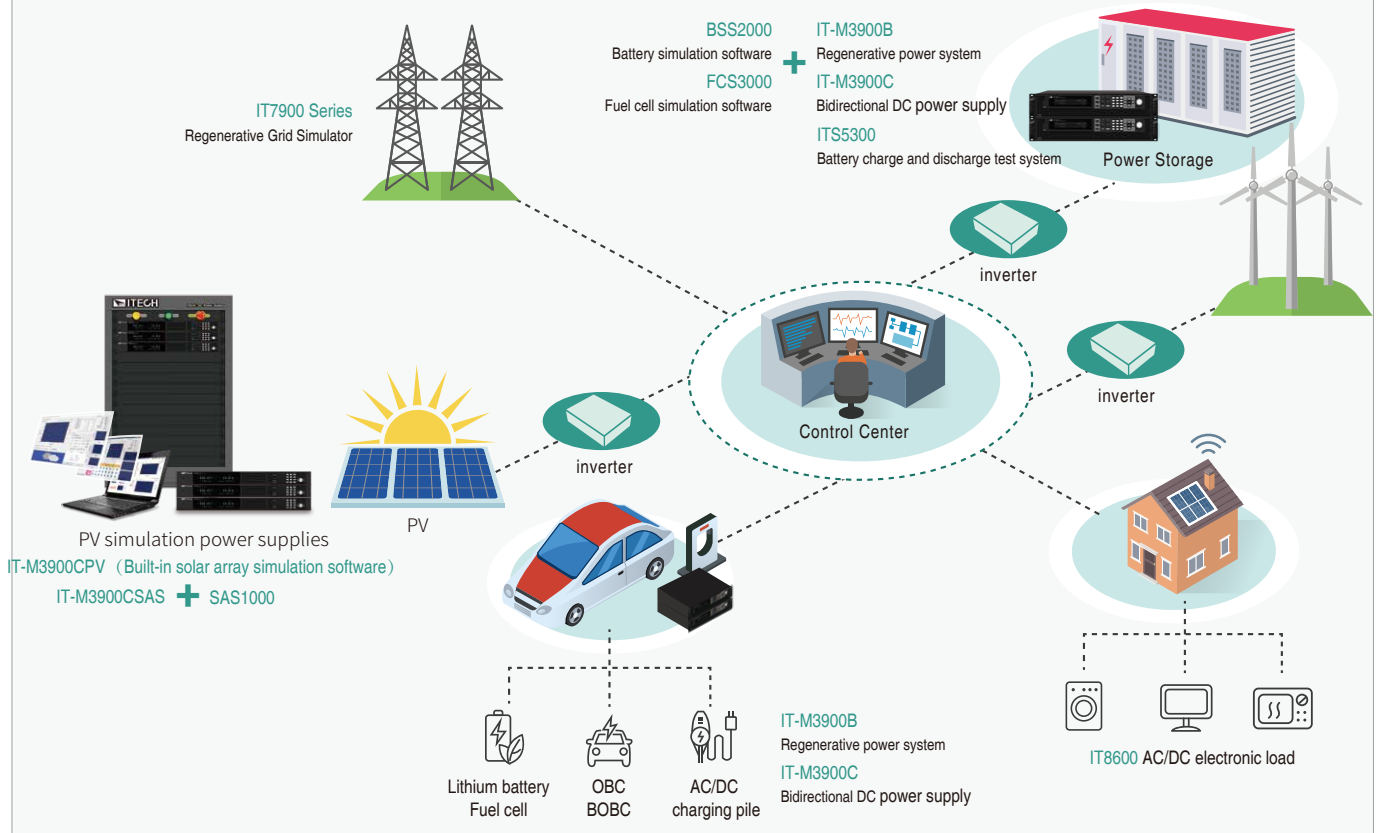 BSS2000
Battery simulation software
FCS3000
Fuel cell simulation software
+
IT-M3900B
Regenerative power system
IT-M3900C
Bidirectional DC power supply
ITS5300
Battery charge and discharge test system
Power Storage
IT7900 Series
Regenerative Grid Simulator
inverter
ITECH
inverter
Control Center
inverter
PV
PV simulation power supplies
IT-M3900CPV（Built-in solar array simulation software）
IT-M3900CSAS + SAS1000
Lithium battery
Fuel cell
OBC
BOBC
AC/DC
charging pile
IT-M3900B
Regenerative power system
IT-M3900C
Bidirectional DC power supply
IT8600 AC/DC electronic load